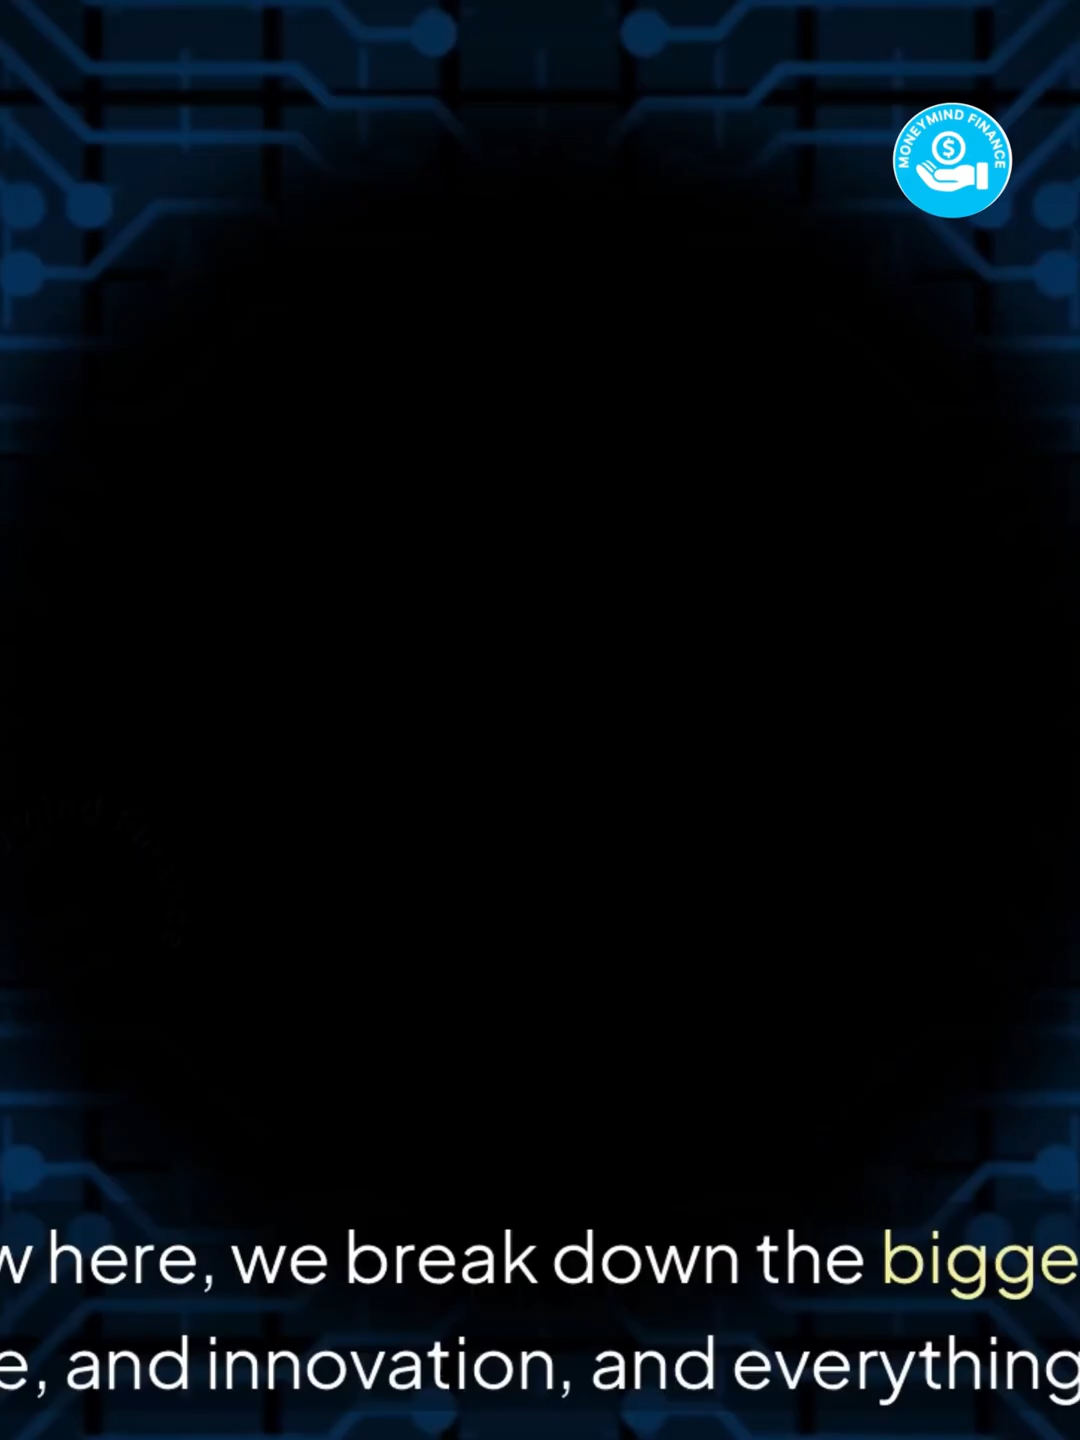 MONEYMIND FINANCE
$
w here, we break down the bigge
e, and innovation, and everything